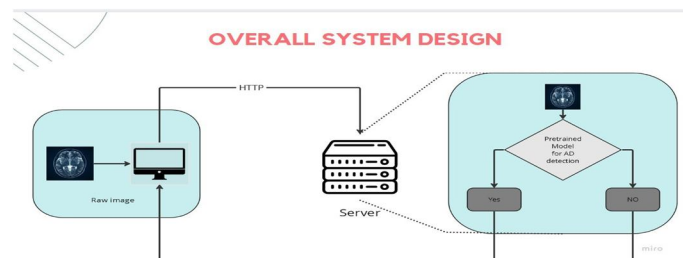 OVERALL SYSTEM DESIGN
HTTP
Raw image
Server
Pretrained
Model
for AD
detection
Yes
NO
miro